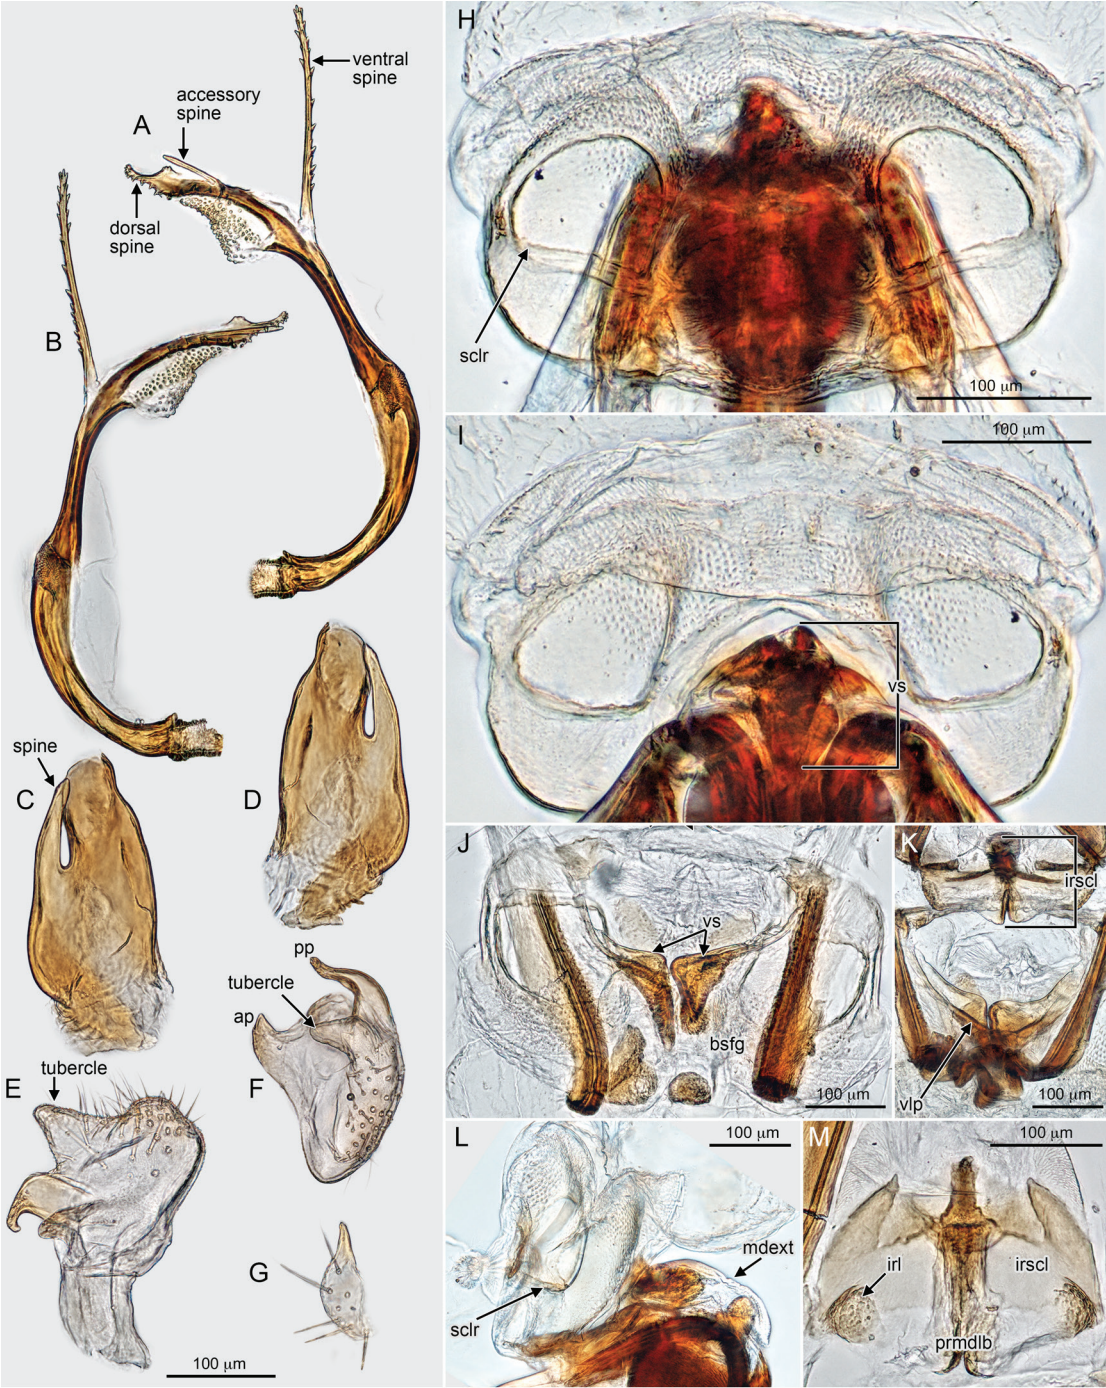 A
accessory
spine
ventral
spine
dorsal
spine
B
spine
C
D
tubercle
E
pp
tubercle
ap
F
G
100 µm
H
sclr
100 µm
I
100 µm
vs
J
vs
bsfg
100 µm
K
irscl
vlp
100 µm
L
100 µm
mdext
sclr
M
100 µm
irl
irscl
prmdlb